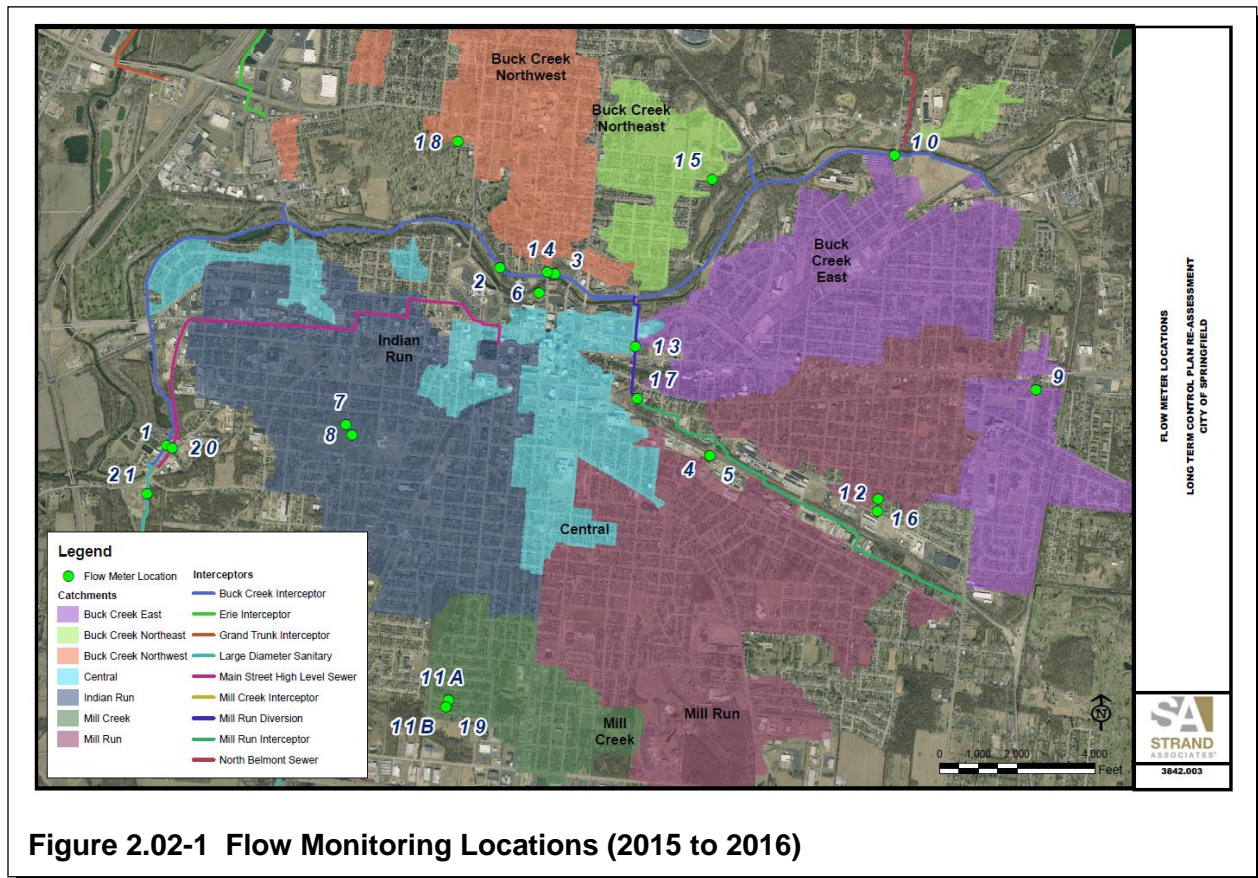 Buck Creek
Northwest
Buck Creek
Northeast
18
15
10
Buck
Creek
East
14
3
2
6
13
Indian
Run
17
9
7
8
1
20
21
4
5
12
16
Central
11A
11B
19
Mill
Creek
Mill Run
Legend
Flow Meter Location
Catchments
Buck Creek East
Buck Creek Northeast
Buck Creek Northwest
Central
Indian Run
Mill Creek
Mill Run
Interceptors
Buck Creek Interceptor
Erie Interceptor
Grand Trunk Interceptor
Large Diameter Sanitary
Main Street High Level Sewer
Mill Creek Interceptor
Mill Run Diversion
Mill Run Interceptor
North Belmont Sewer
N
0 1,000 2,000 4,000
Feet
FLOW METER LOCATIONS
LONG TERM CONTROL PLAN RE-ASSESSMENT
CITY OF SPRINGFIELD
SA
STRAND
ASSOCIATES®
3842.003
Figure 2.02-1 Flow Monitoring Locations (2015 to 2016)